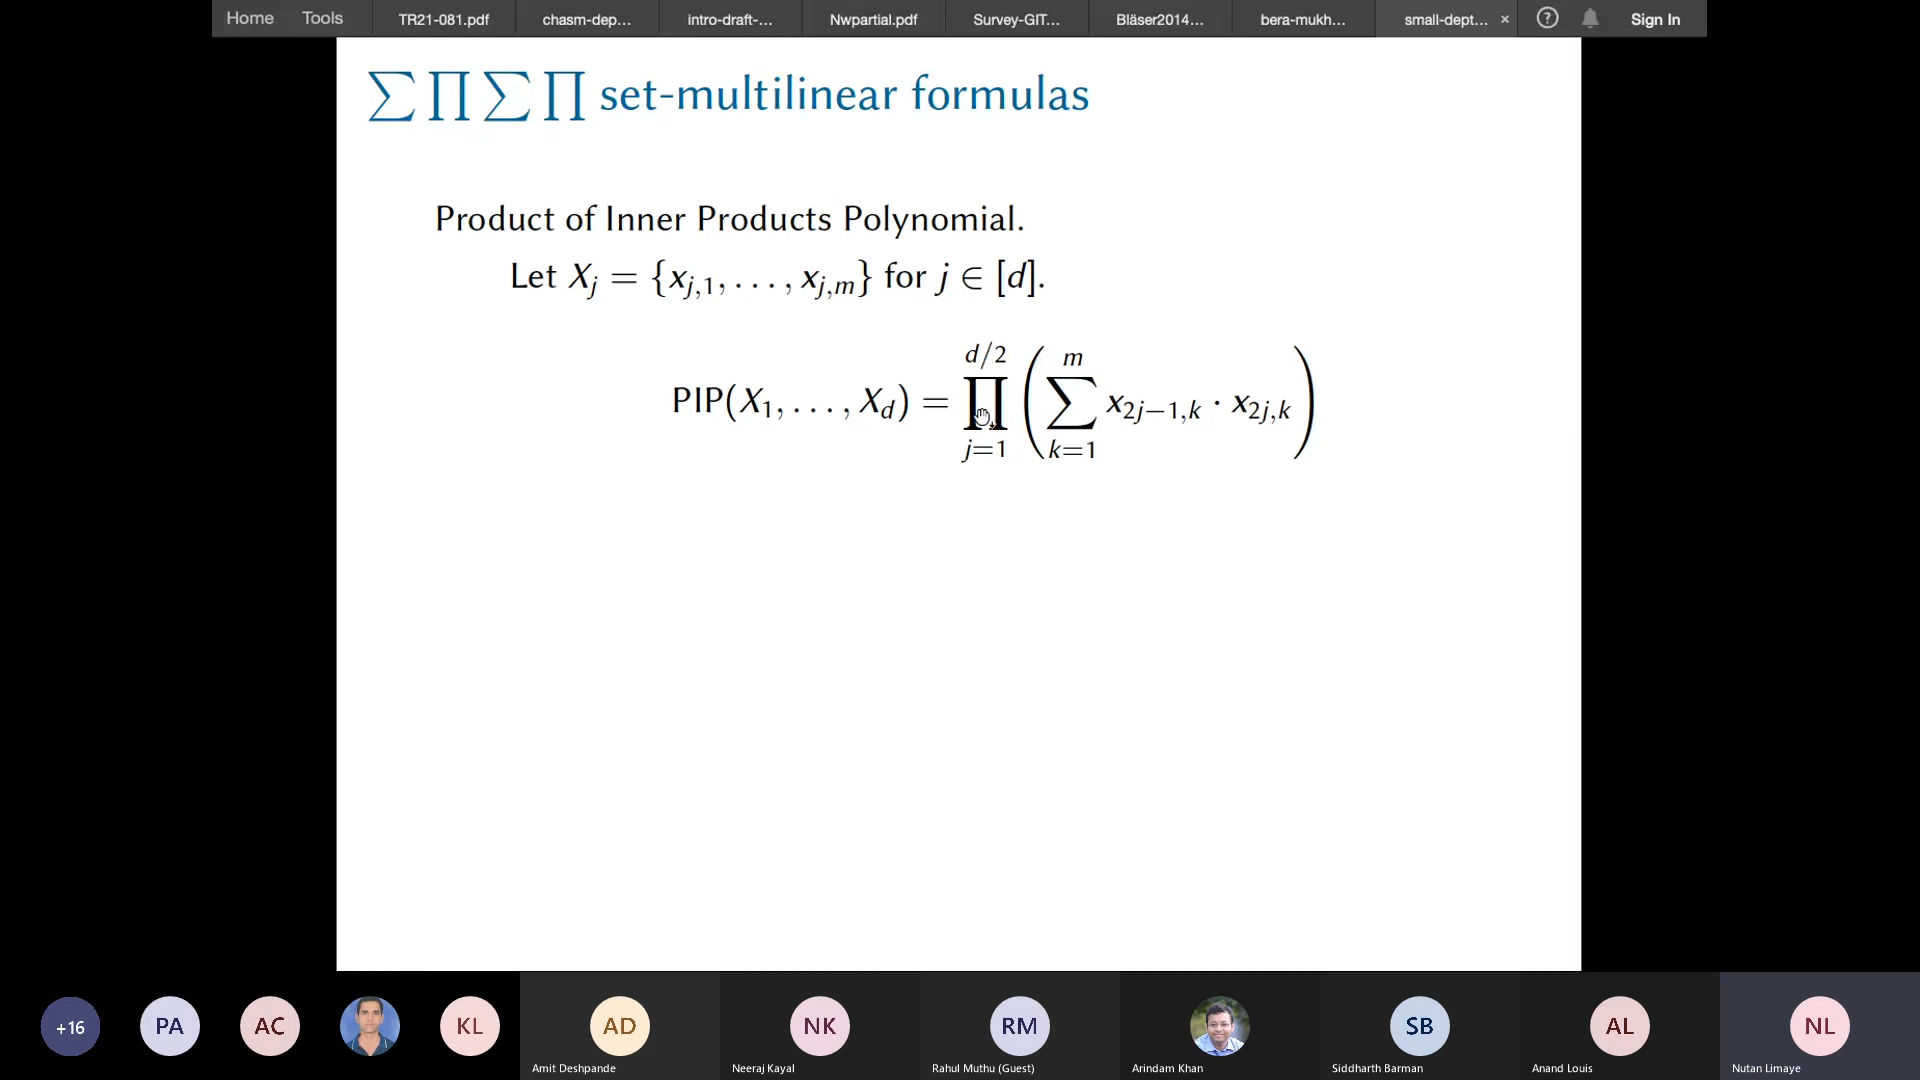 Home Tools TR21-081.pdf chasm-dep... intro-draft-... Nwpartial.pdf Survey-GIT... Bläser2014... bera-mukh... small-dept... × ? Sign In
∑∏∑∏ set-multilinear formulas
Product of Inner Products Polynomial.
Let X_j = {x_{j,1}, . . . , x_{j,m}} for j ∈ [d].
PIP(X_1, . . . , X_d) = ∏_{j=1}^{d/2} ( ∑_{k=1}^{m} x_{2j−1,k} · x_{2j,k} )
+16 PA AC KL AD NK RM SB AL NL
Amit Deshpande Neeraj Kayal Rahul Muthu (Guest) Arindam Khan Siddharth Barman Anand Louis Nutan Limaye